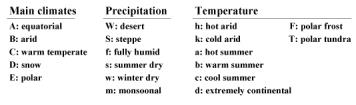 Main climates
A: equatorial
B: arid
C: warm temperate
D: snow
E: polar
Precipitation
W: desert
S: steppe
f: fully humid
s: summer dry
w: winter dry
m: monsoonal
Temperature
h: hot arid
k: cold arid
a: hot summer
b: warm summer
c: cool summer
d: extremely continental
F: polar frost
T: polar tundra